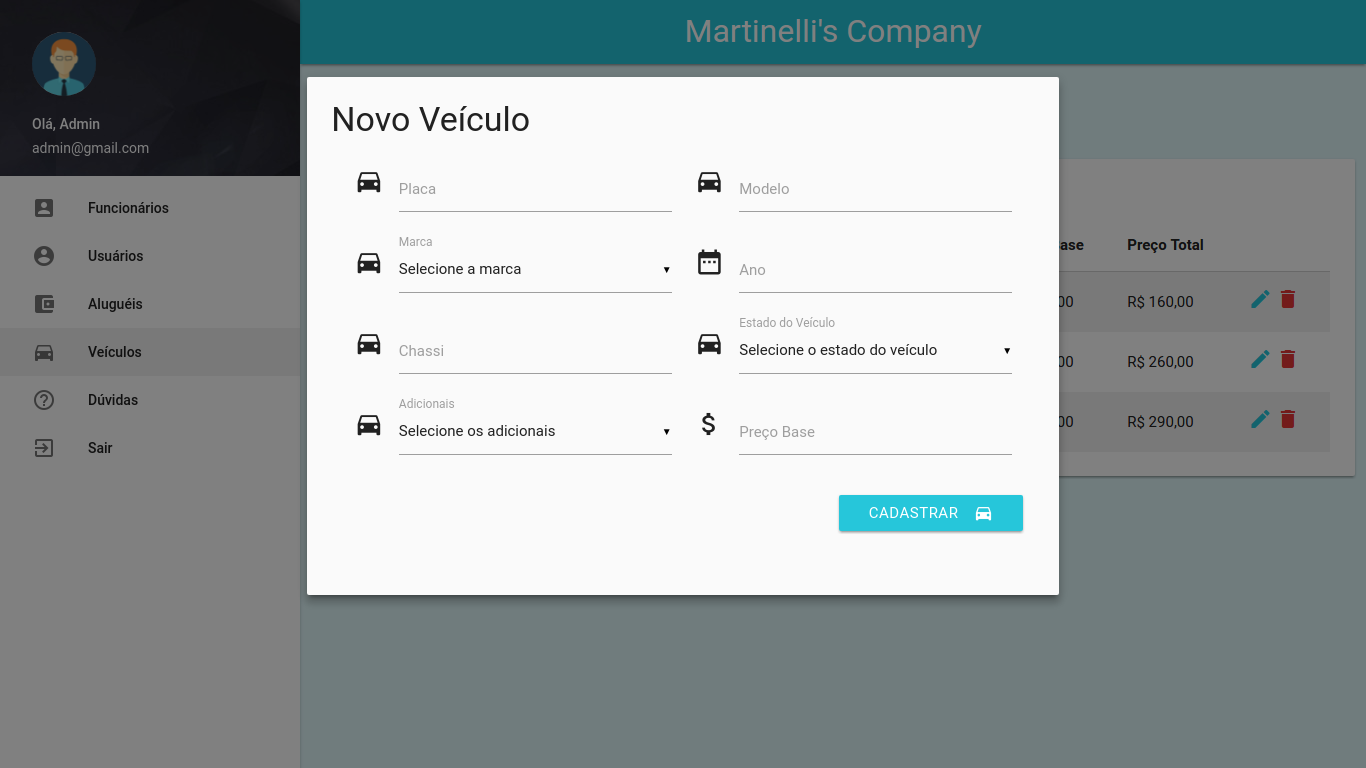 Martinelli's Company
Olá, Admin
admin@gmail.com
Funcionários
Usuários
Aluguéis
Veículos
Dúvidas
Sair
Novo Veículo
Placa
Modelo
Marca
Selecione a marca
Ano
Chassi
Estado do Veículo
Selecione o estado do veículo
Adicionais
Selecione os adicionais
Preço Base
CADASTRAR
ase Preço Total
00 R$ 160,00
00 R$ 260,00
00 R$ 290,00